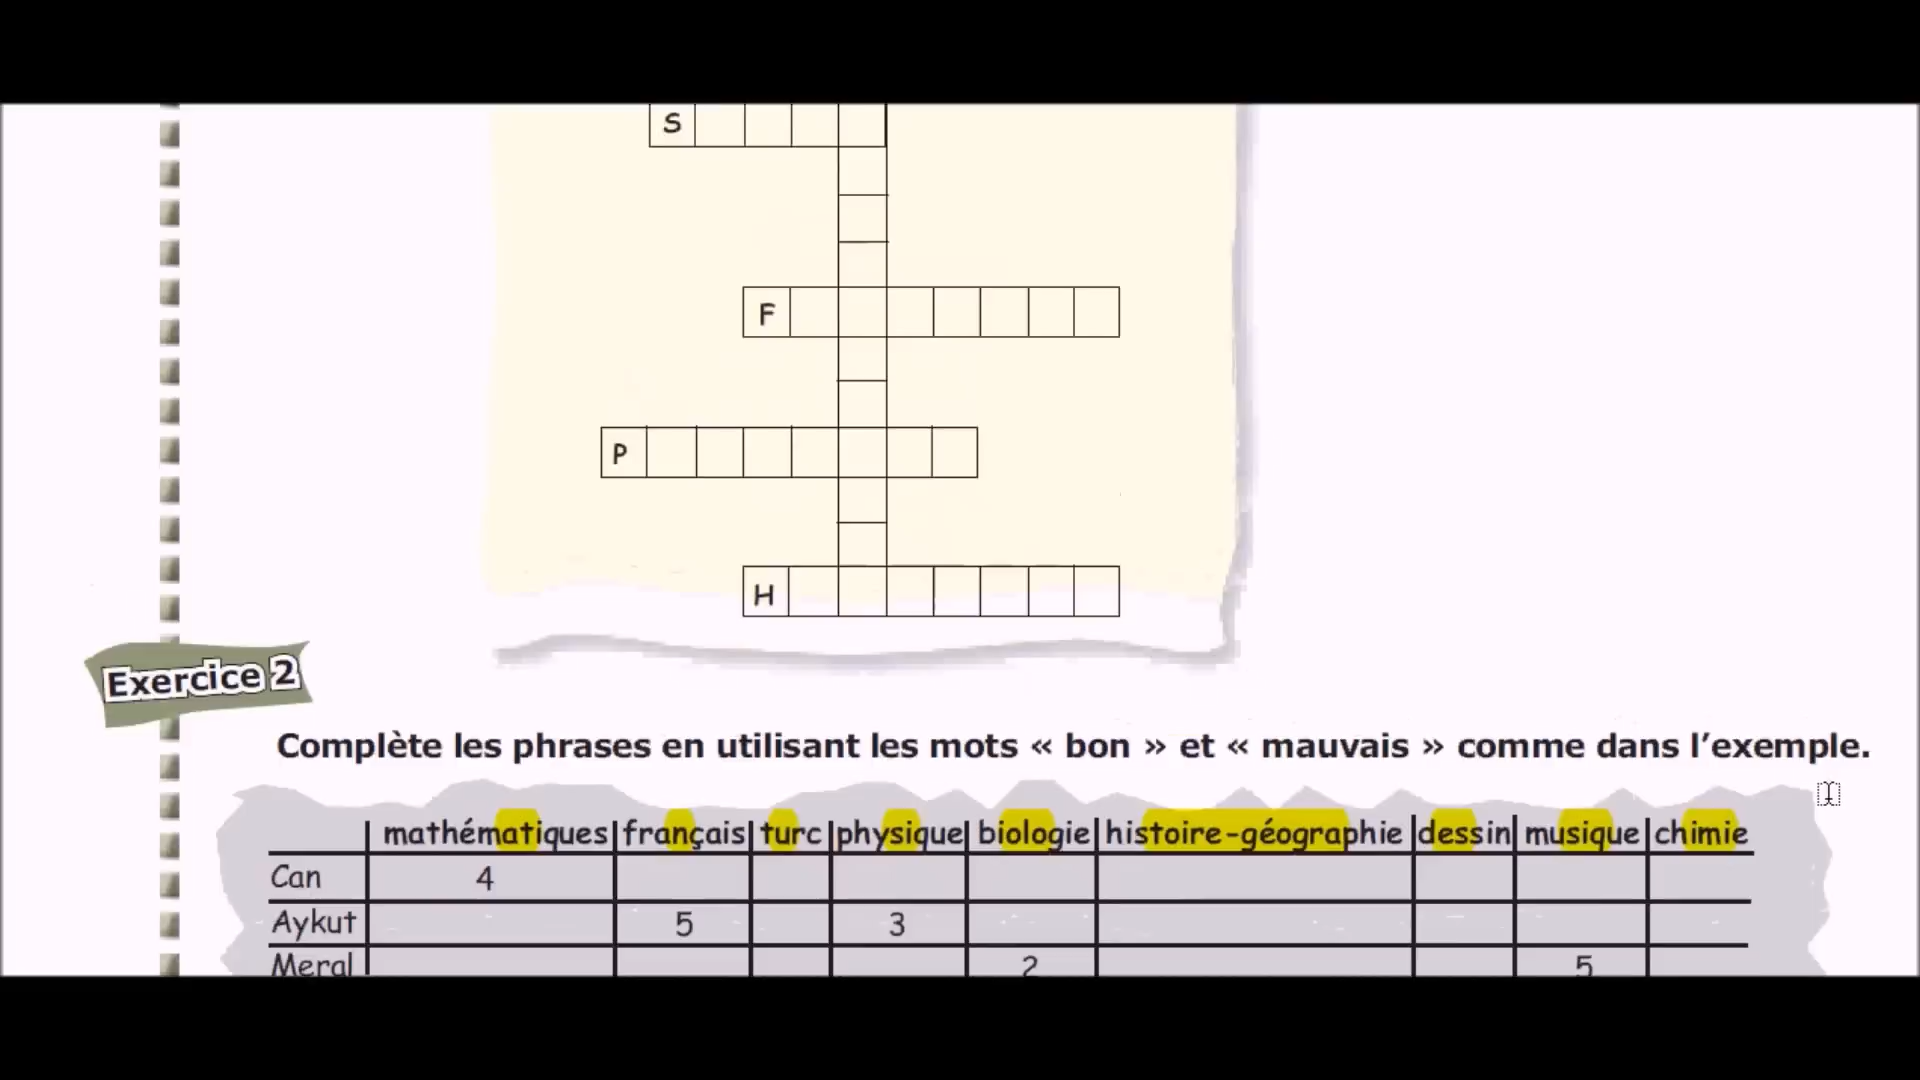 S
F
P
H
Exercice 2
Complète les phrases en utilisant les mots « bon » et « mauvais » comme dans l’exemple.
mathématiques français turc physique biologie histoire-géographie dessin musique chimie
Can 4
Aykut 5 3
Meral 2 5